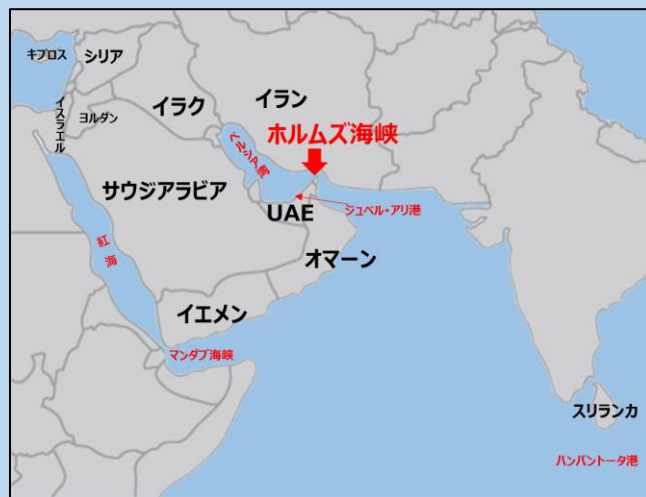 キプロス
シリア
イスラエル
ヨルダン
イラク
イラン
ホルムズ海峡
ペルシア湾
サウジアラビア
UAE
ジュベル・アリ港
オマーン
紅海
イエメン
マンダブ海峡
スリランカ
ハンバントータ港